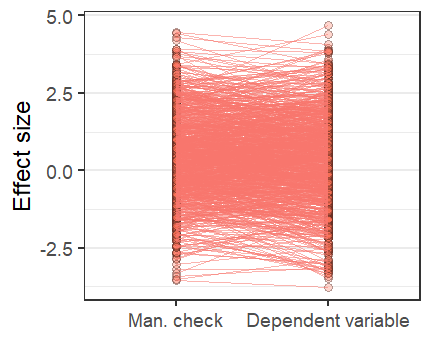 Effect size
5.0
2.5
0.0
-2.5
Man. check
Dependent variable